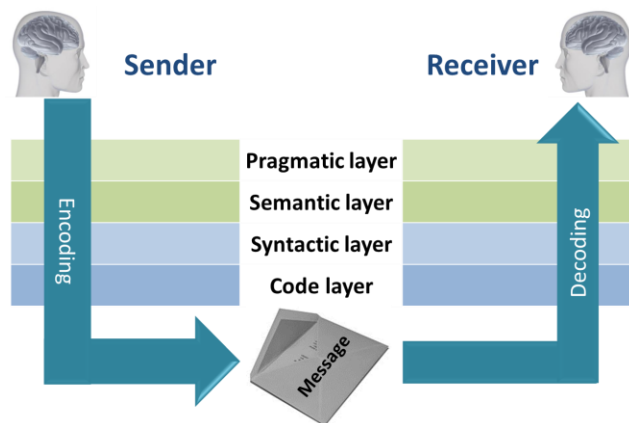 Sender
Receiver
Pragmatic layer
Semantic layer
Syntactic layer
Code layer
Encoding
Decoding
Message